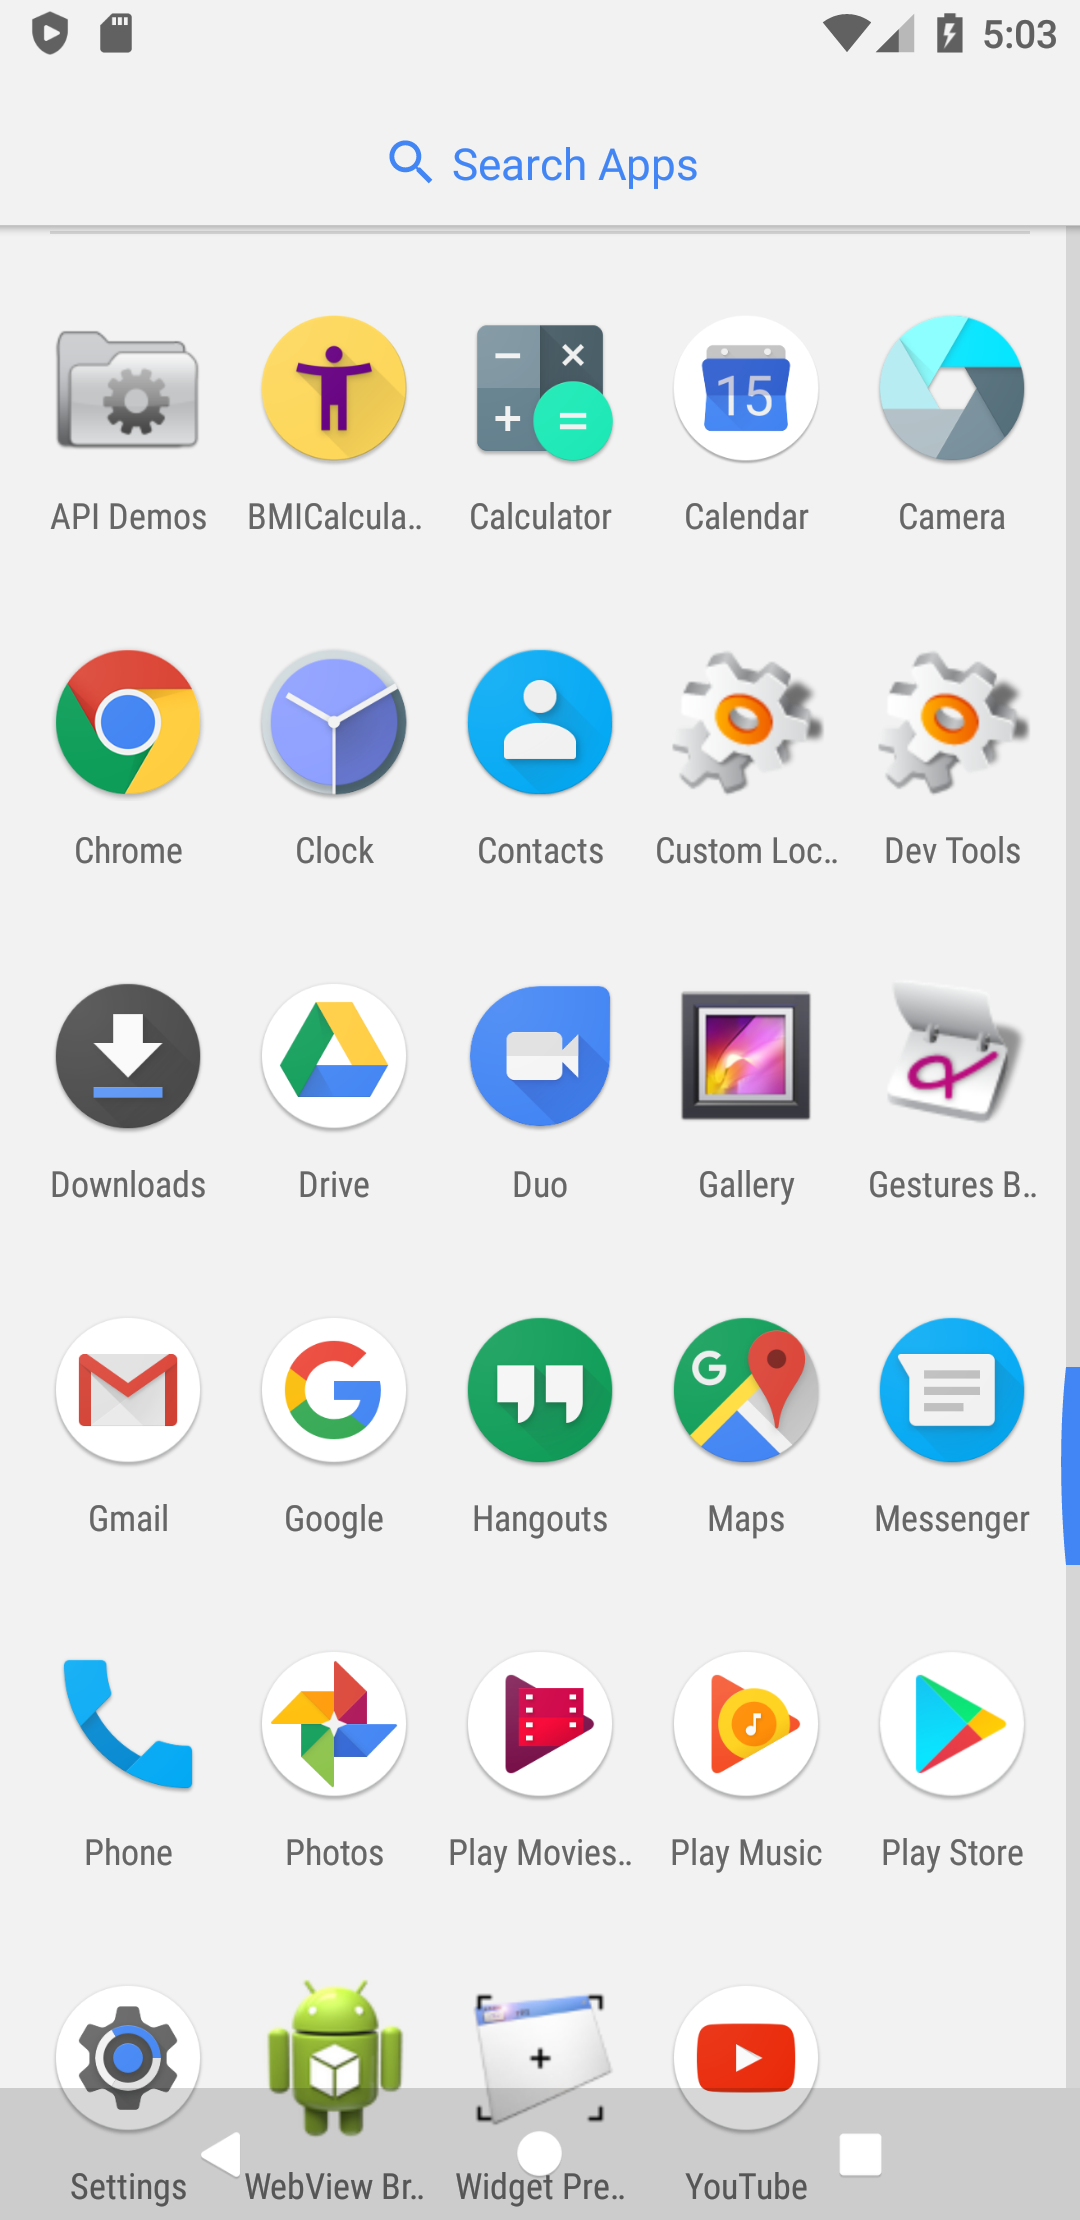 5:03
Search Apps
API Demos BMICalcula.. Calculator Calendar Camera
Chrome Clock Contacts Custom Loc.. Dev Tools
Downloads Drive Duo Gallery Gestures B..
Gmail Google Hangouts Maps Messenger
Phone Photos Play Movies.. Play Music Play Store
Settings WebView Br.. Widget Pre.. YouTube